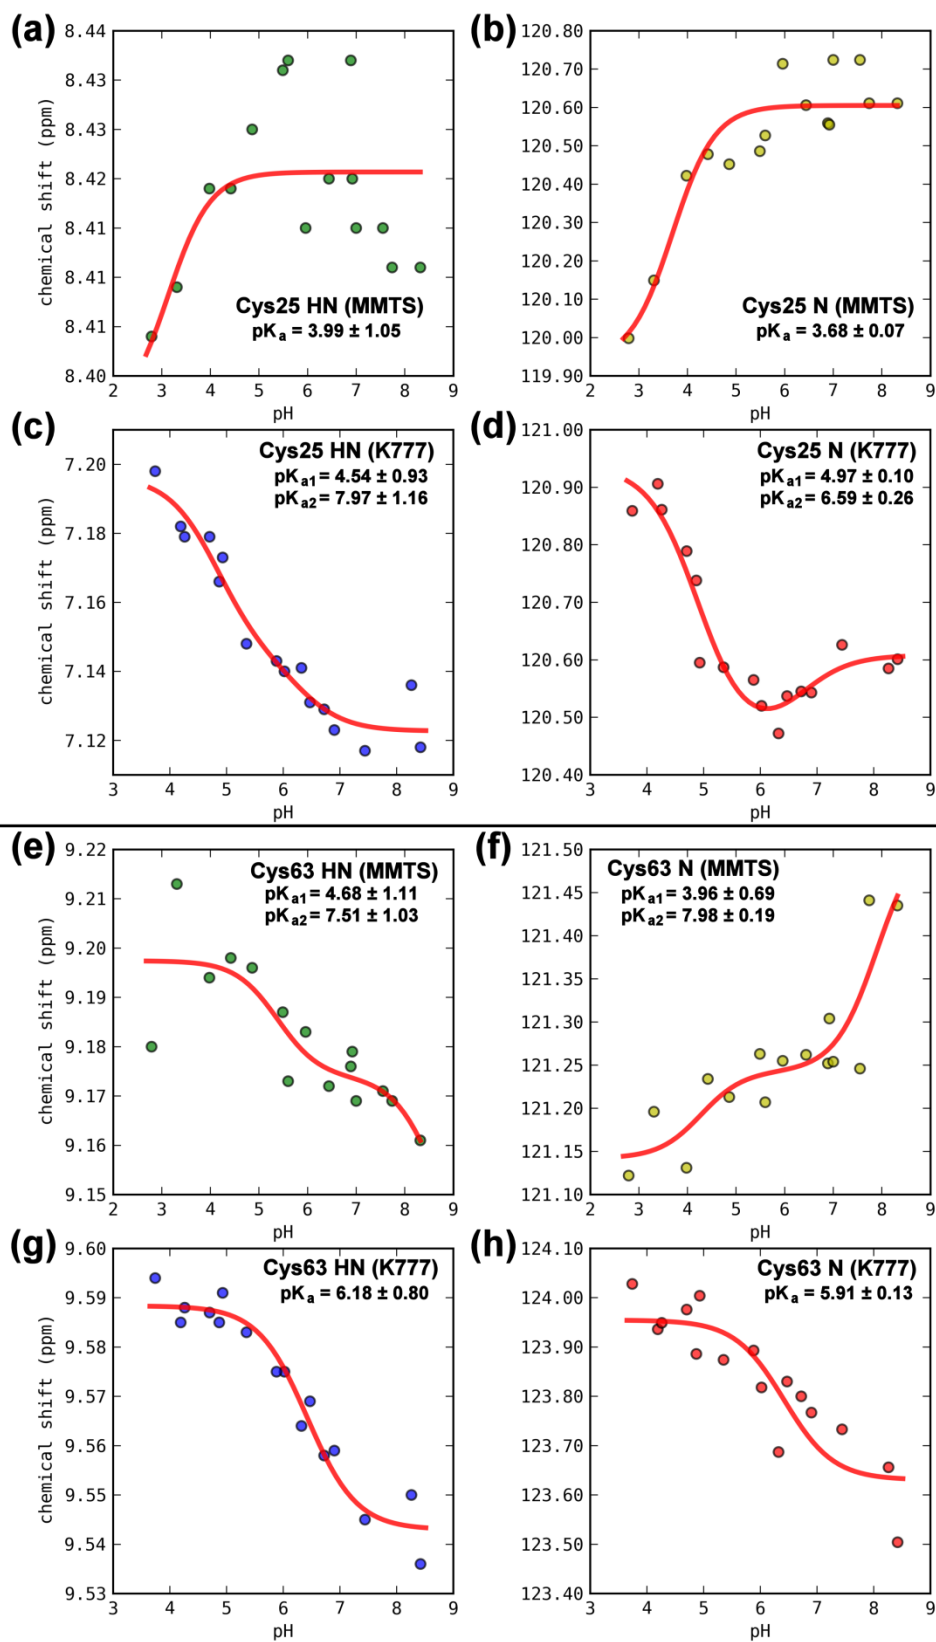 (a)
8.44
8.43
8.43
8.42
8.41
8.41
8.41
8.40
chemical shift (ppm)
2 3 4 5 6 7 8 9
pH
Cys25 HN (MMTS)
pKa = 3.99 ± 1.05
(b)
120.80
120.70
120.60
120.50
120.40
120.30
120.20
120.10
120.00
119.90
2 3 4 5 6 7 8 9
pH
Cys25 N (MMTS)
pKa = 3.68 ± 0.07
(c)
7.20
7.18
7.16
7.14
7.12
chemical shift (ppm)
3 4 5 6 7 8 9
pH
Cys25 HN (K777)
pKa1 = 4.54 ± 0.93
pKa2 = 7.97 ± 1.16
(d)
121.00
120.90
120.80
120.70
120.60
120.50
120.40
3 4 5 6 7 8 9
pH
Cys25 N (K777)
pKa1 = 4.97 ± 0.10
pKa2 = 6.59 ± 0.26
(e)
9.22
9.21
9.20
9.19
9.18
9.17
9.16
9.15
chemical shift (ppm)
2 3 4 5 6 7 8 9
pH
Cys63 HN (MMTS)
pKa1 = 4.68 ± 1.11
pKa2 = 7.51 ± 1.03
(f)
121.50
121.45
121.40
121.35
121.30
121.25
121.20
121.15
121.10
2 3 4 5 6 7 8 9
pH
Cys63 N (MMTS)
pKa1 = 3.96 ± 0.69
pKa2 = 7.98 ± 0.19
(g)
9.60
9.59
9.58
9.57
9.56
9.55
9.54
9.53
chemical shift (ppm)
3 4 5 6 7 8 9
pH
Cys63 HN (K777)
pKa = 6.18 ± 0.80
(h)
124.10
124.00
123.90
123.80
123.70
123.60
123.50
123.40
3 4 5 6 7 8 9
pH
Cys63 N (K777)
pKa = 5.91 ± 0.13